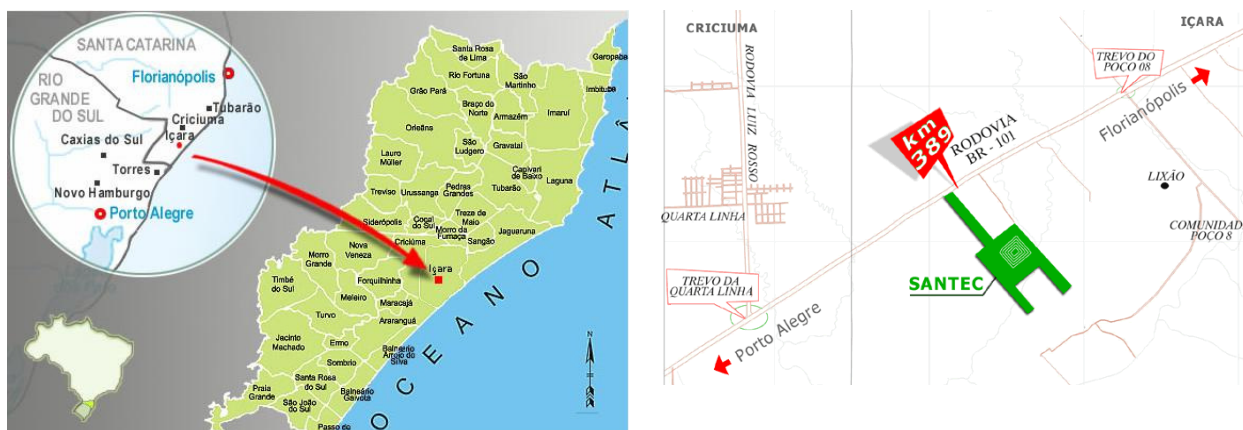 SANTA CATARINA
Florianópolis
RIO
GRANDE
DO SUL
Tubarão
Criciuma
Içara
Caxias do Sul
Torres
Novo Hamburgo
Porto Alegre
Santa Rosa
de Lima
Rio Fortuna
São
Martinho
Garopaba
Imbituba
Grão Pará
Braço do
Norte
Armazém
Imaruí
Orleãns
São
Ludgero
Gravatal
Lauro
Müller
Capivari
de Baixo
Laguna
Treviso
Urussanga
Pedras
Grandes
Tubarão
Siderópolis
Cocal
do Sul
Morro da
Fumaça
Treze de
Maio
Sangão
Jaguaruna
Criciúma
Nova
Veneza
Morro
Grande
Içara
Timbé
do Sul
Forquilhinha
Meleiro
Maracajá
Turvo
Araranguá
Jacinto
Machado
Ermo
Balneário
Arroio do
Silva
Sombrio
Praia
Grande
Santa Rosa
do Sul
Balneário
Gaivota
São João
do Sul
Passo de
OCEANO ATLÂ
N
CRICIUMA
IÇARA
RODOVIA LUIZ ROSSO
TREVO DO
POÇO 08
Florianópolis
km
389
RODOVIA
BR - 101
LIXÃO
QUARTA LINHA
COMUNIDAD
POÇO 8
SANTEC
TREVO DA
QUARTA LINHA
Porto Alegre